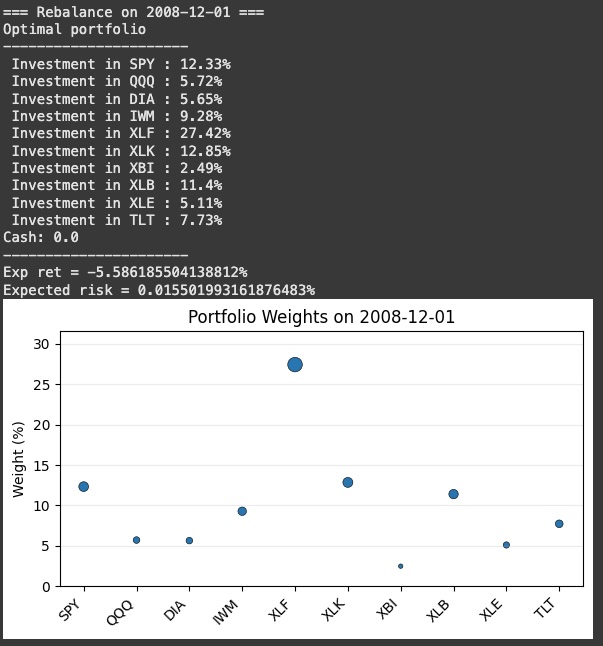 === Rebalance on 2008-12-01 ===
Optimal portfolio
----------------------
Investment in SPY : 12.33%
Investment in QQQ : 5.72%
Investment in DIA : 5.65%
Investment in IWM : 9.28%
Investment in XLF : 27.42%
Investment in XLK : 12.85%
Investment in XBI : 2.49%
Investment in XLB : 11.4%
Investment in XLE : 5.11%
Investment in TLT : 7.73%
Cash: 0.0
----------------------
Exp ret = -5.586185504138812%
Expected risk = 0.015501993161876483%
Portfolio Weights on 2008-12-01
Weight (%)
30
25
20
15
10
5
0
SPY
QQQ
DIA
IWM
XLF
XLK
XBI
XLB
XLE
TLT